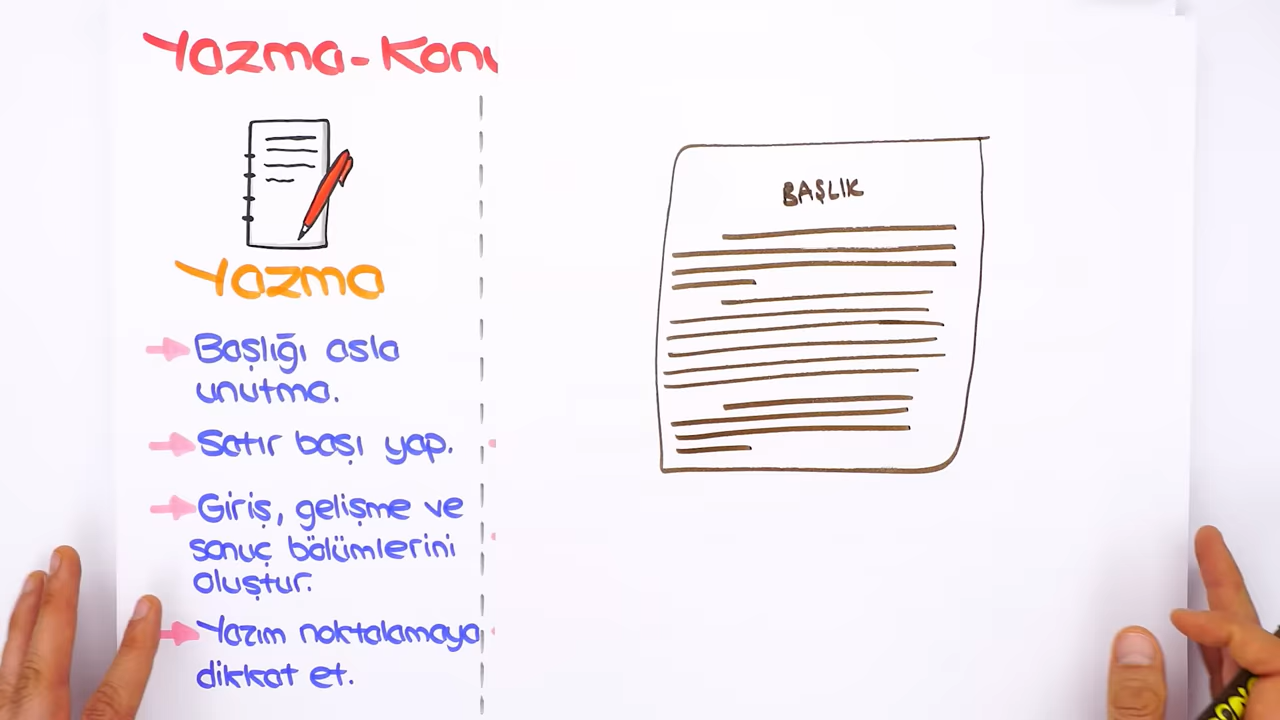 Yazma-Konu
Yazma
Başlığı asla
unutma.
Satır başı yap.
Giriş, gelişme ve
sonuç bölümlerini
oluştur.
Yazım noktalamaya
dikkat et.
BAŞLIK